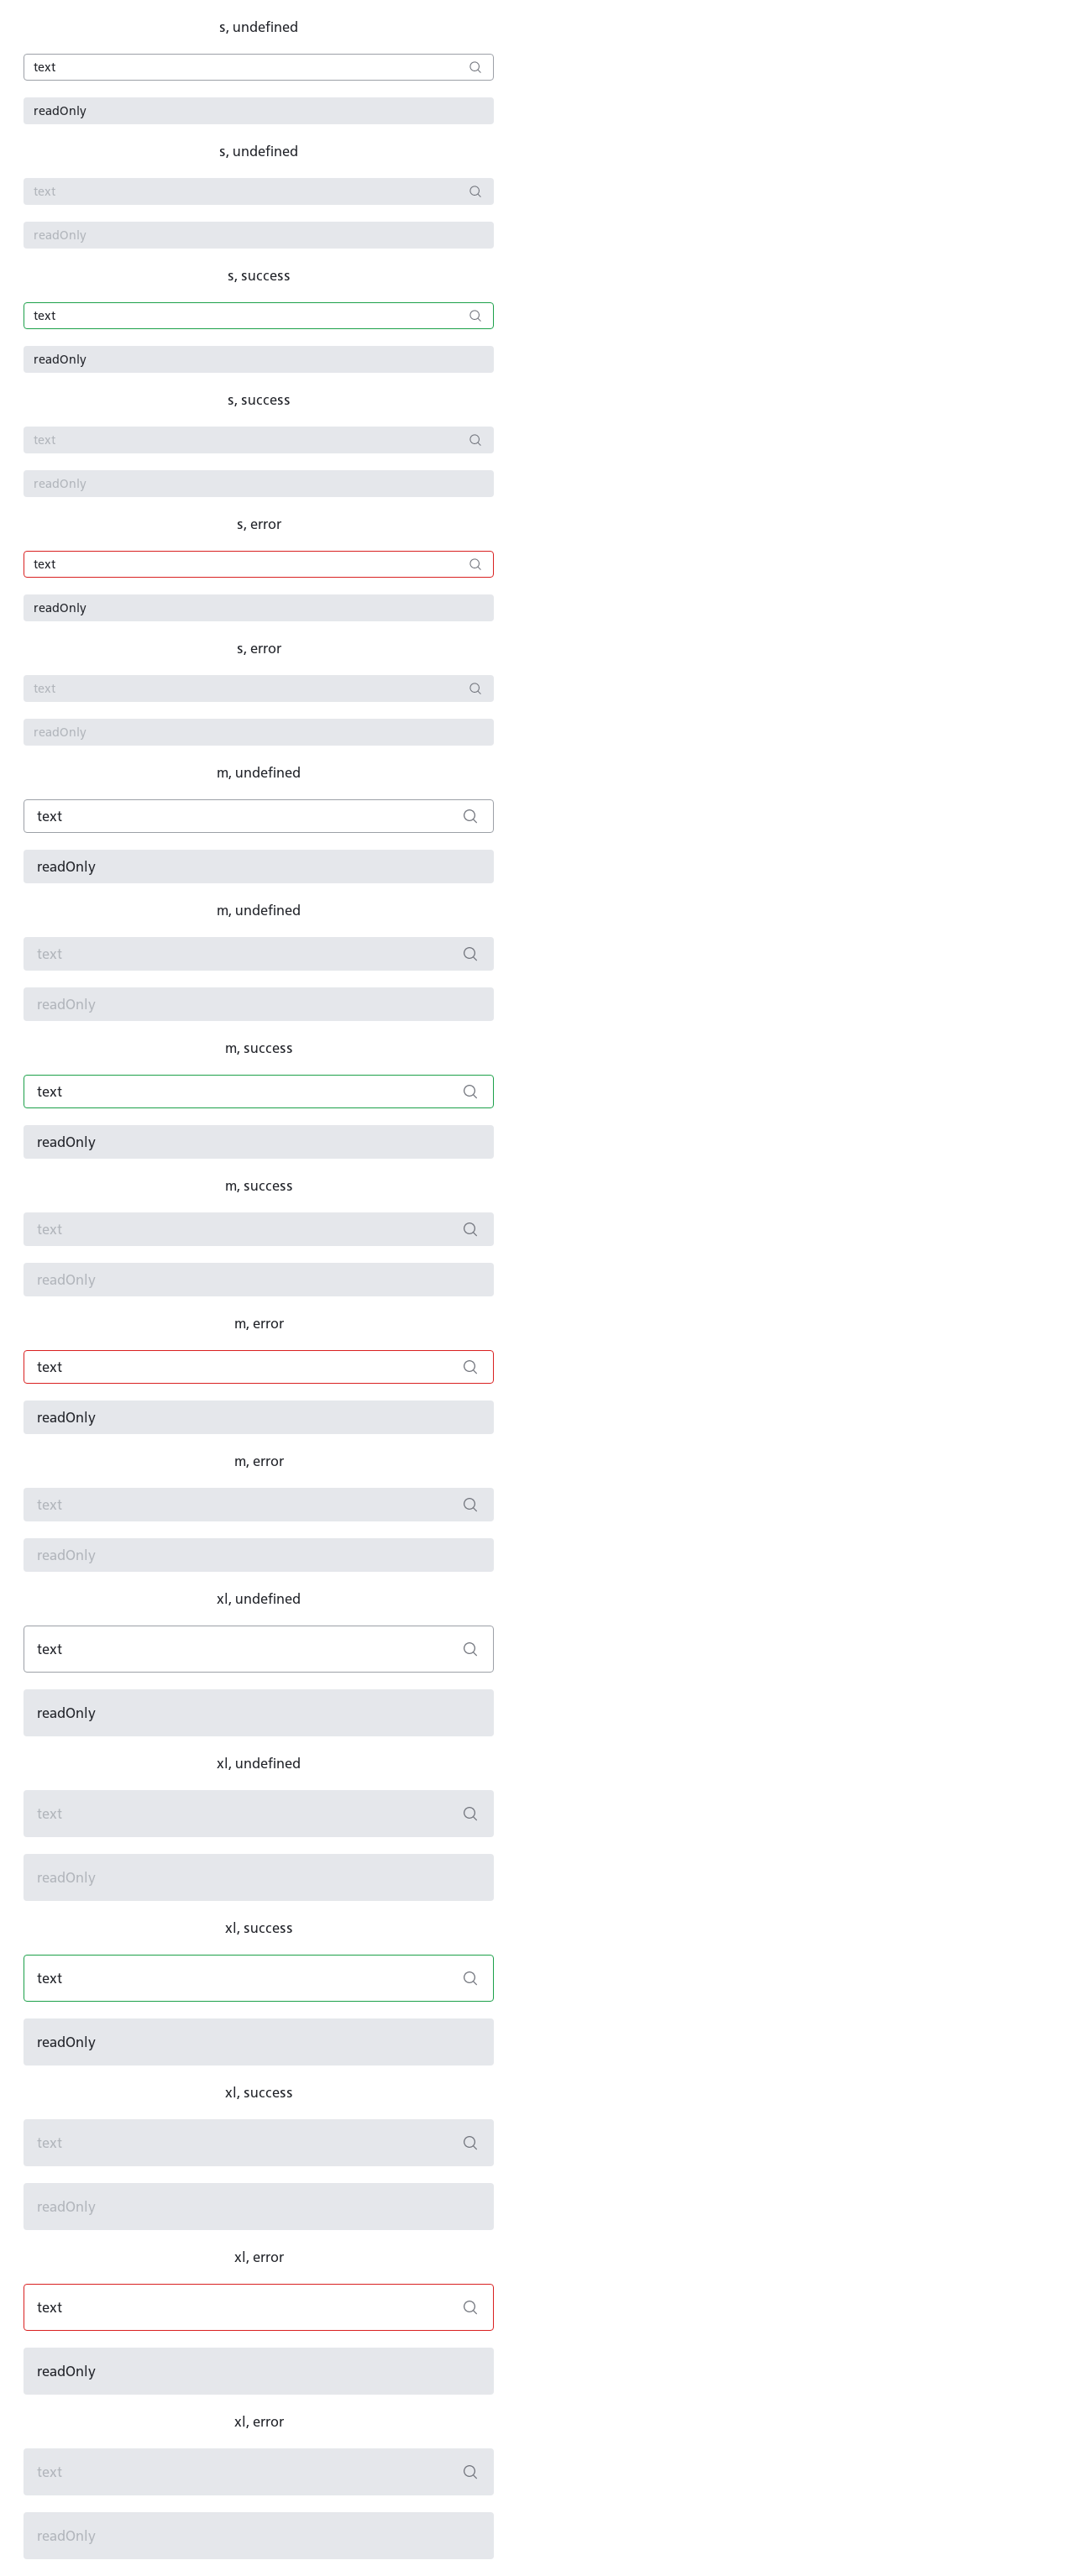 s, undefined
text
readOnly
s, undefined
text
readOnly
s, success
text
readOnly
s, success
text
readOnly
s, error
text
readOnly
s, error
text
readOnly
m, undefined
text
readOnly
m, undefined
text
readOnly
m, success
text
readOnly
m, success
text
readOnly
m, error
text
readOnly
m, error
text
readOnly
xl, undefined
text
readOnly
xl, undefined
text
readOnly
xl, success
text
readOnly
xl, success
text
readOnly
xl, error
text
readOnly
xl, error
text
readOnly